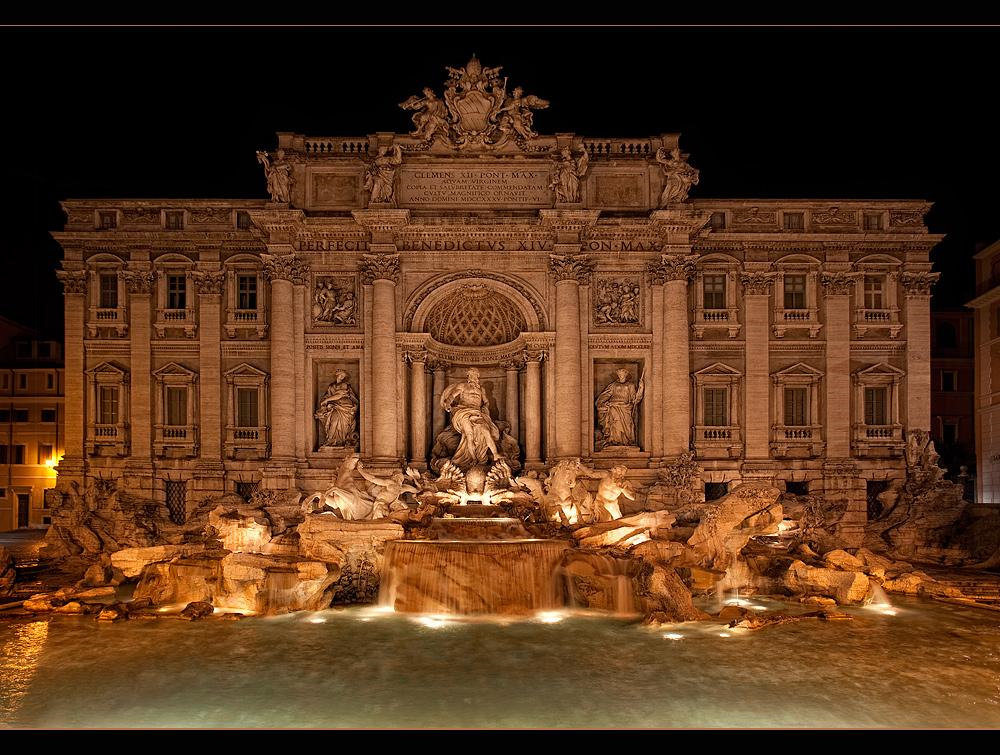 CLEMENS XII · PONT · MAX ·
AQVAM VIRGINEM
COPIA ET SALVBRITATE COMMENDATAM
CVLTV MAGNIFICO ORNAVIT
ANNO DOMINI MDCCXXXV PONTIF
PERFECIT BENEDICTVS XIV PON · MAX